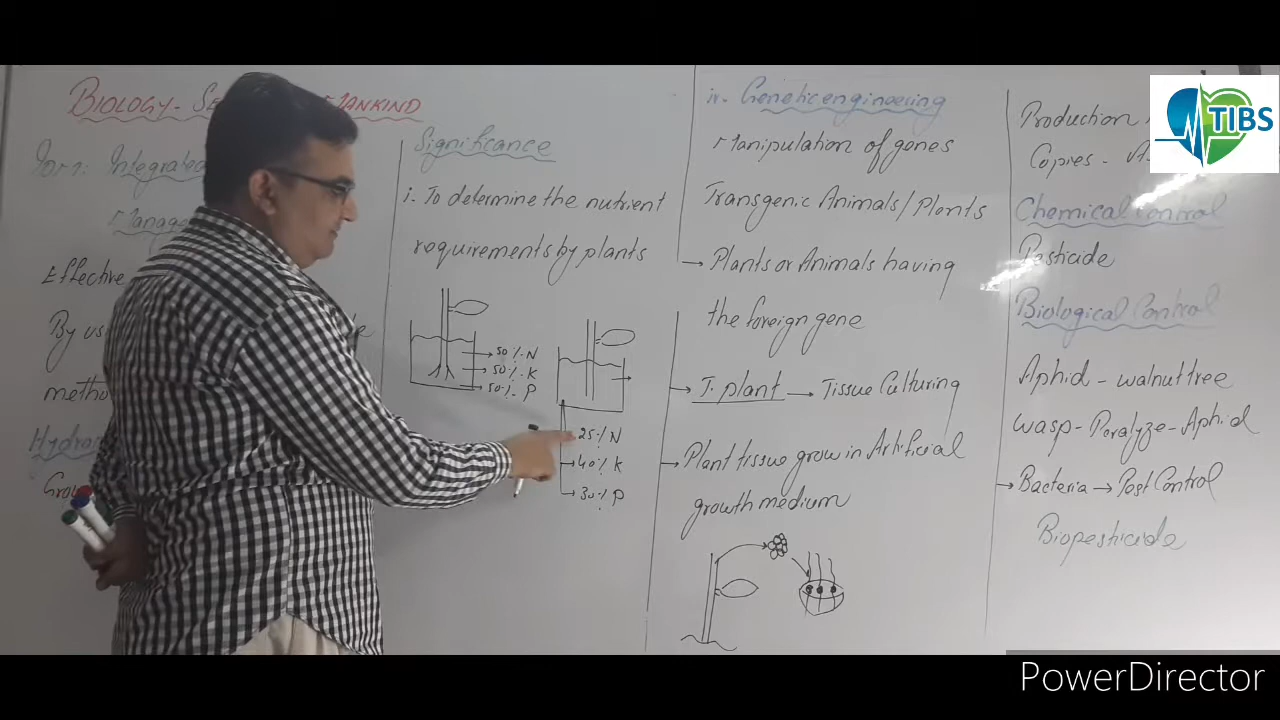 BIOLOGY - MANKIND
Integrated
Effective
By
Significance
i. To determine the nutrient
requirements by plants
50 % N
50 % K
50 % P
25 % N
40 % K
30 % P
iv. Genetic engineering
Manipulation of genes
Transgenic Animals / Plants
→ Plants or Animals having
the foreign gene
→ T. plant → Tissue Culturing
→ Plant tissue grow in Artificial
growth medium
Production
Copies -
Chemical Control
Pesticide
Biological Control
Aphid - walnut tree
Wasp - Paralyze - Aphid
→ Bacteria → Pest Control
Biopesticide
TIBS
PowerDirector